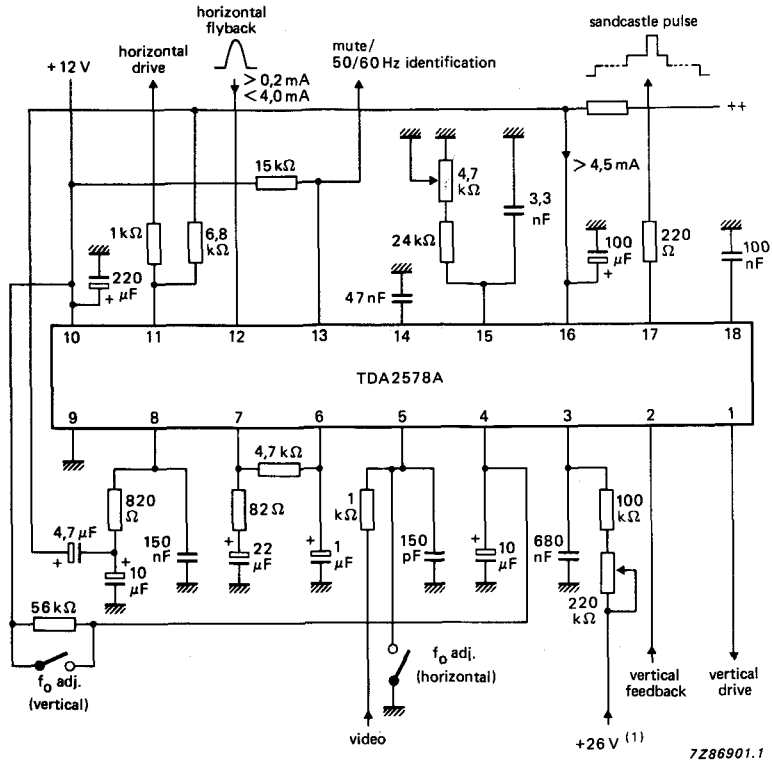 horizontal
flyback
sandcastle pulse
horizontal
drive
mute/
50/60 Hz identification
+12 V
> 0,2 mA
< 4,0 mA
++
15 kΩ
4,7
kΩ
> 4,5 mA
3,3
nF
1 kΩ
6,8
kΩ
24 kΩ
100
μF
+
220
Ω
100
nF
220
μF
+
47 nF
10
11
12
13
14
15
16
17
18
TDA2578A
9
8
7
6
5
4
3
2
1
4,7 kΩ
820
Ω
82 Ω
1
kΩ
100
kΩ
4,7 μF
+
150
nF
+
22
μF
+
1
μF
150
pF
+
10
μF
680
nF
+
10
μF
220
kΩ
56 kΩ
fo adj.
(vertical)
fo adj.
(horizontal)
vertical
feedback
vertical
drive
video
+26 V (1)
7Z86901.1